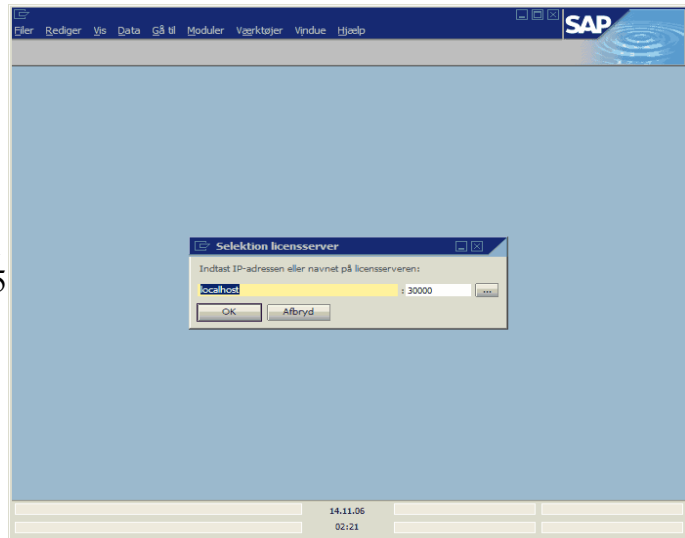 Filer Rediger Vis Data Gå til Moduler Værktøjer Vindue Hjælp
SAP
Selektion licensserver
Indtast IP-adressen eller navnet på licensserveren:
localhost : 30000 ...
OK Afbryd
5
14.11.06
02:21